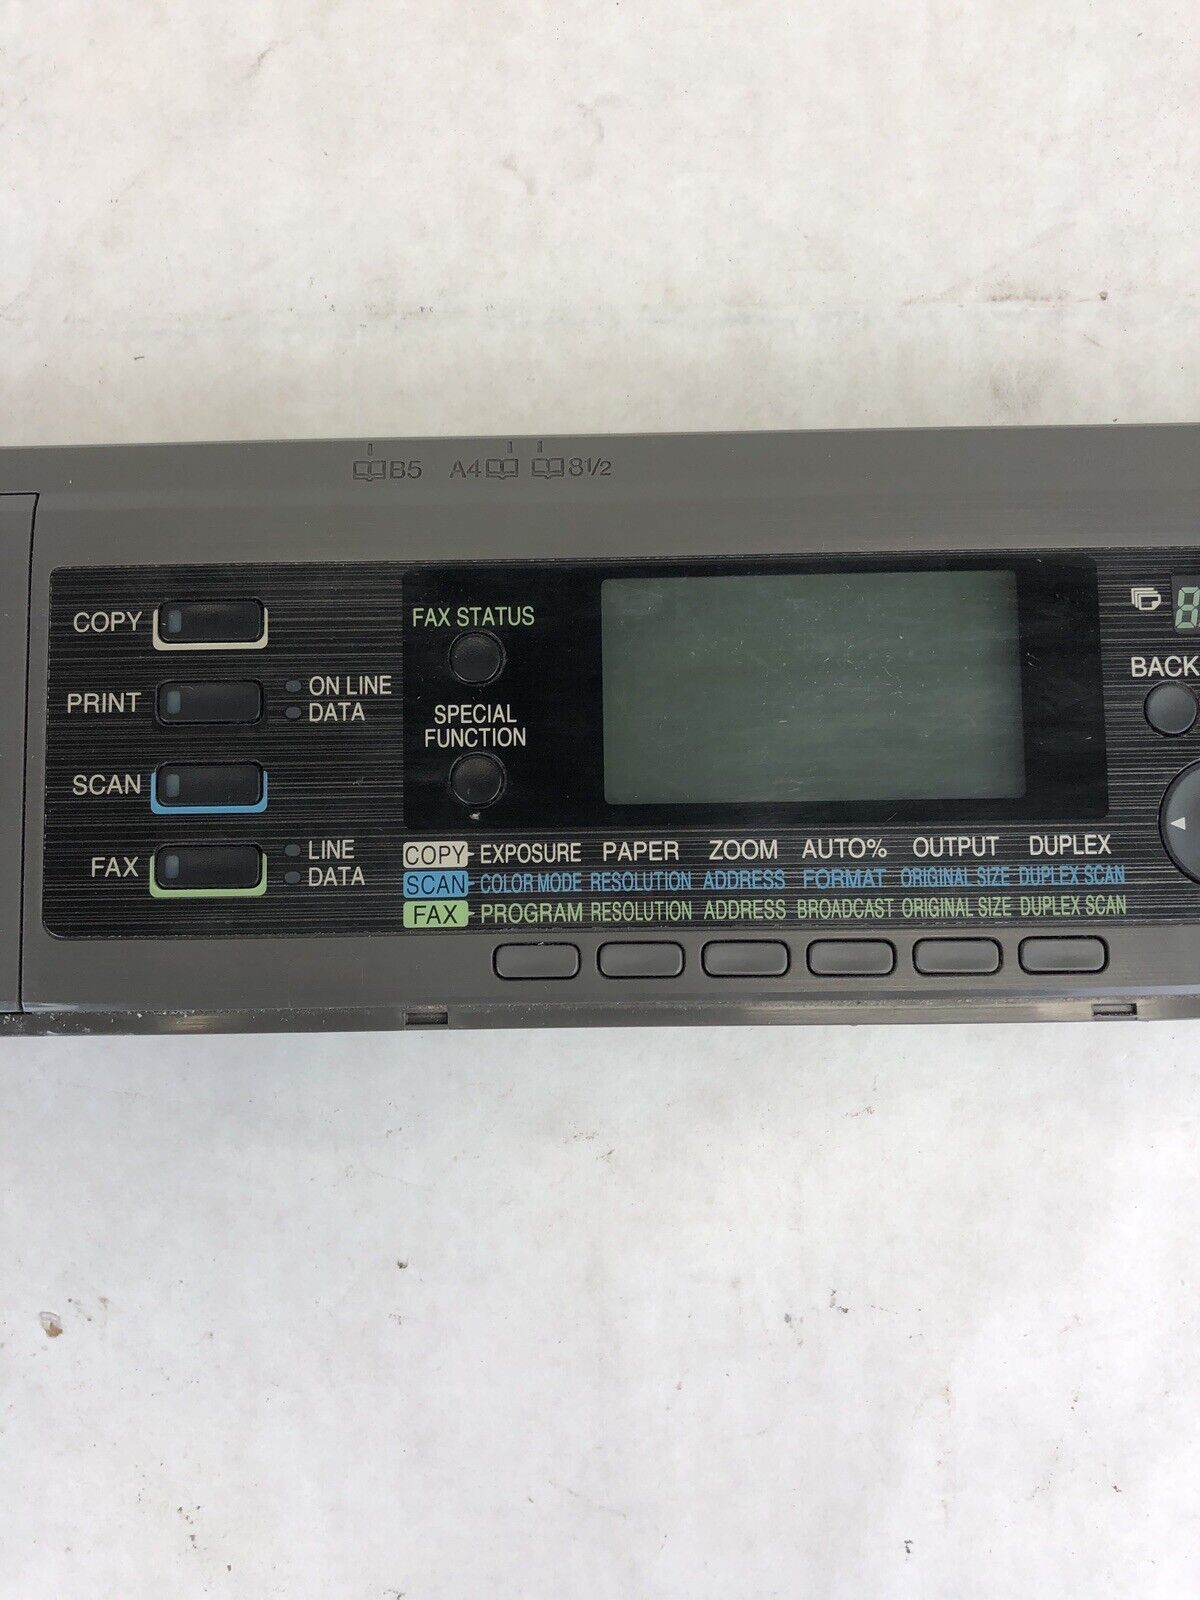 B5 A4 8½
COPY
PRINT
ON LINE
DATA
SCAN
FAX
LINE
DATA
FAX STATUS
SPECIAL
FUNCTION
BACK
COPY EXPOSURE PAPER ZOOM AUTO% OUTPUT DUPLEX
SCAN COLOR MODE RESOLUTION ADDRESS FORMAT ORIGINAL SIZE DUPLEX SCAN
FAX PROGRAM RESOLUTION ADDRESS BROADCAST ORIGINAL SIZE DUPLEX SCAN